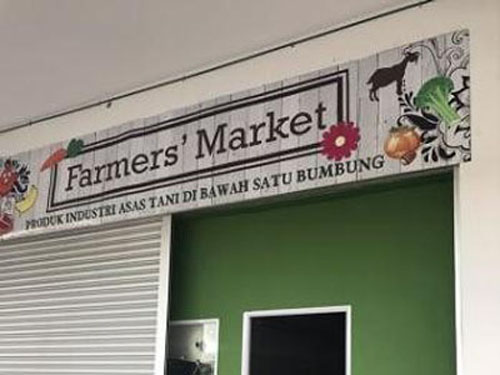 Farmers' Market
PRODUK INDUSTRI ASAS TANI DI BAWAH SATU BUMBUNG